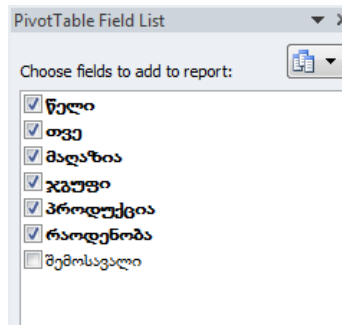 PivotTable Field List
Choose fields to add to report:
წელი
თვე
მაღაზია
ჯგუფი
პროდუქცია
რაოდენობა
შემოსავალი